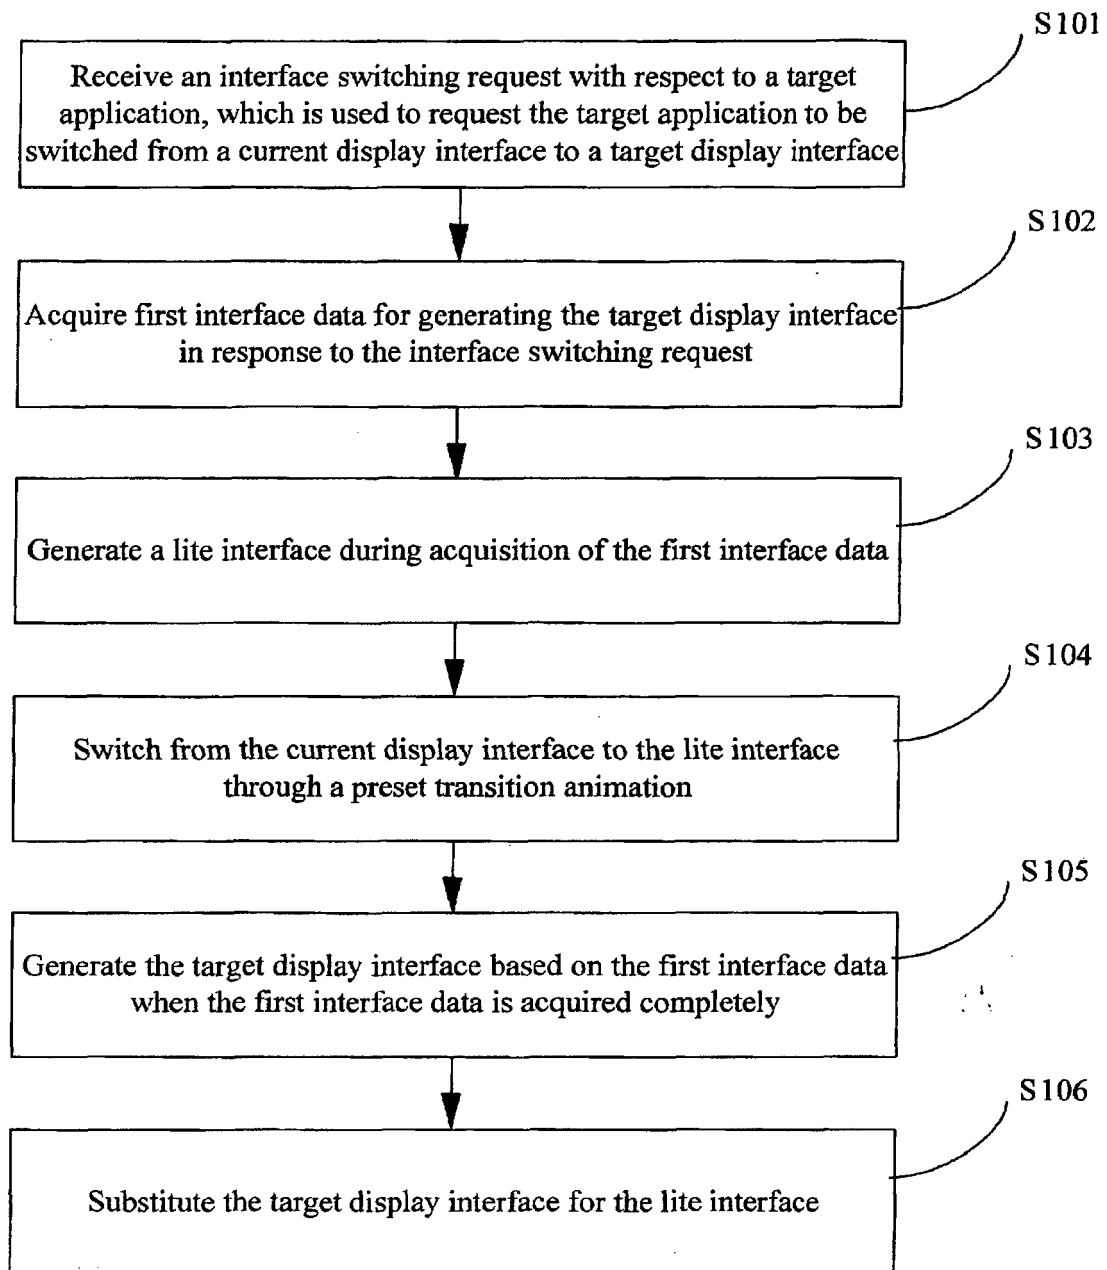 S101
Receive an interface switching request with respect to a target
application, which is used to request the target application to be
switched from a current display interface to a target display interface
S102
Acquire first interface data for generating the target display interface
in response to the interface switching request
S103
Generate a lite interface during acquisition of the first interface data
S104
Switch from the current display interface to the lite interface
through a preset transition animation
S105
Generate the target display interface based on the first interface data
when the first interface data is acquired completely
S106
Substitute the target display interface for the lite interface